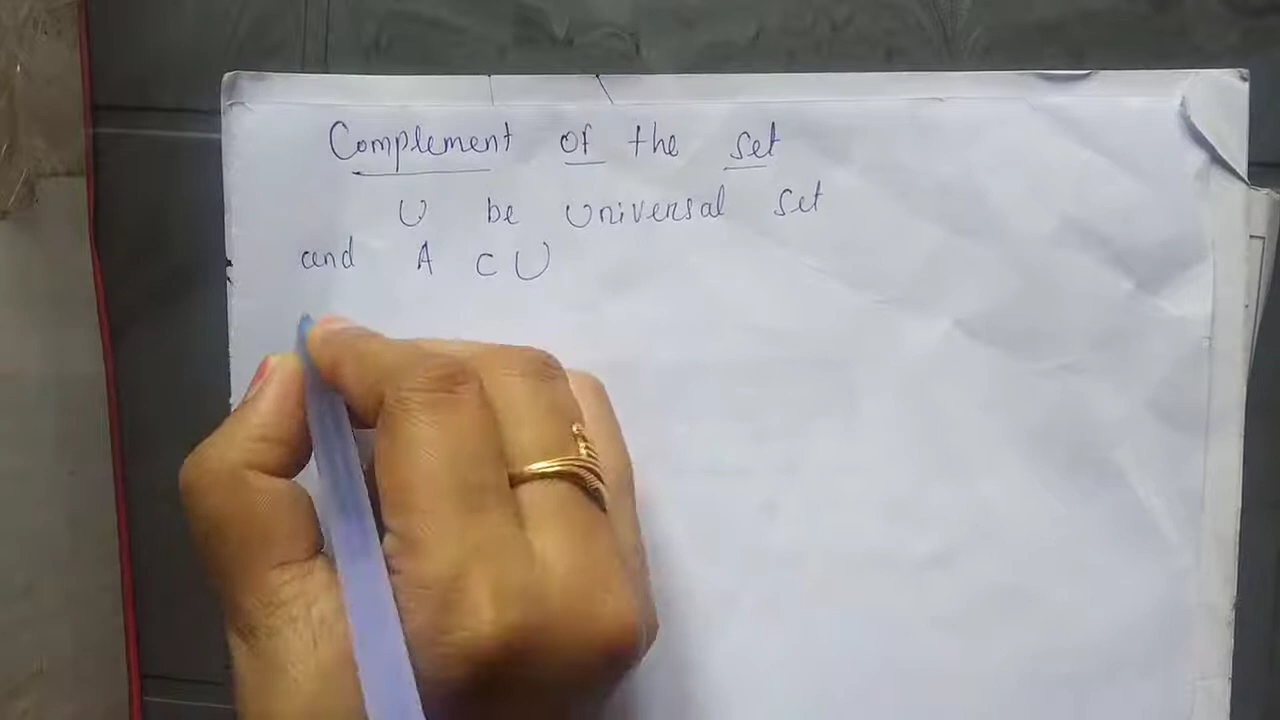 Complement of the set
U be universal set
and A ⊂ U